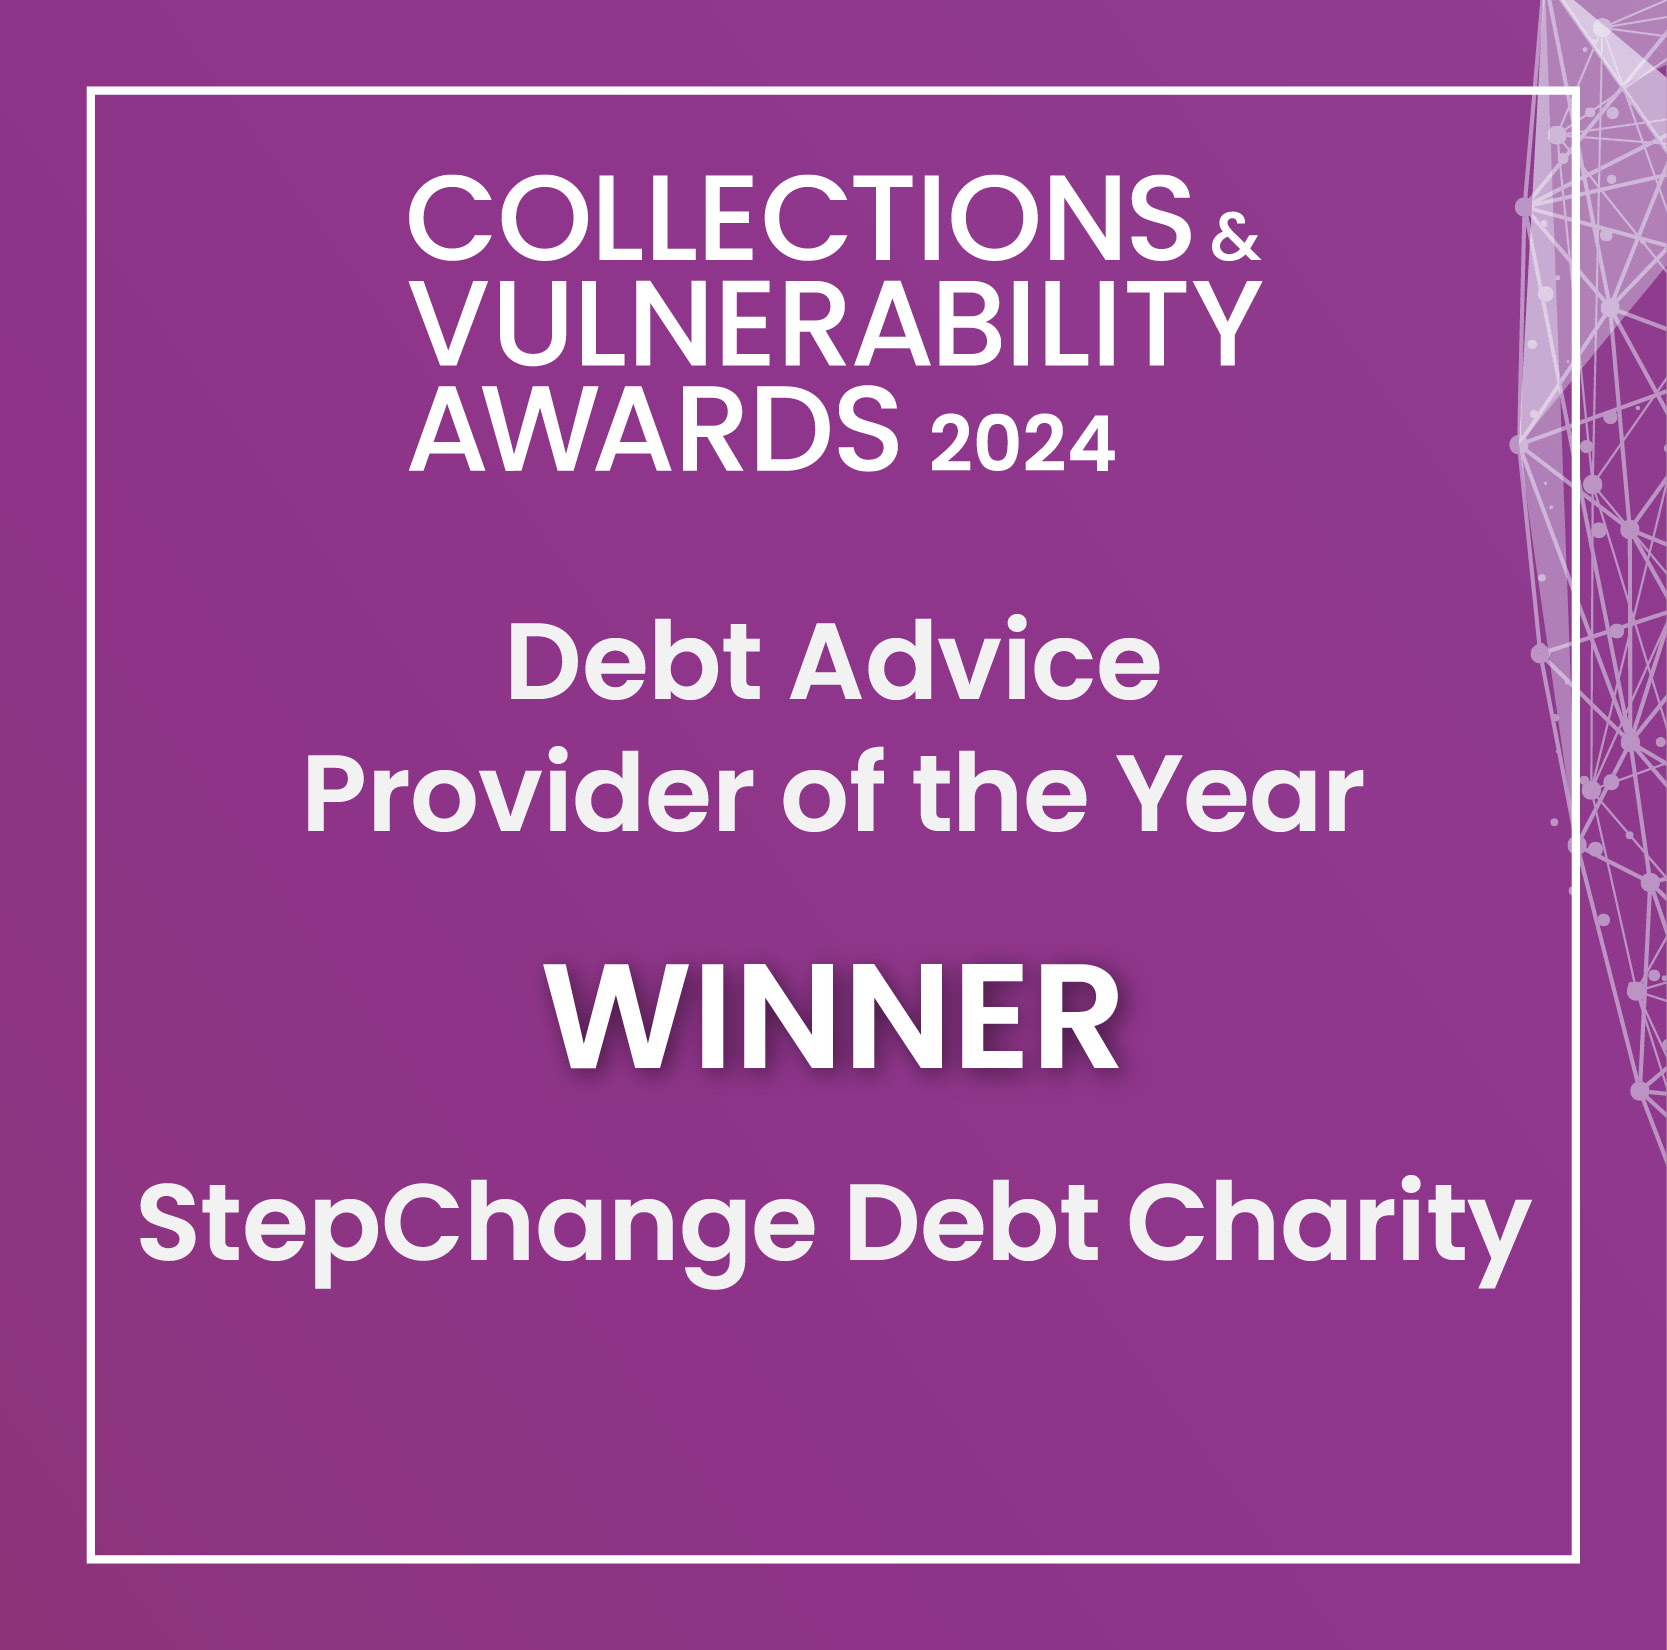 COLLECTIONS &
VULNERABILITY
AWARDS 2024
Debt Advice
Provider of the Year
WINNER
StepChange Debt Charity